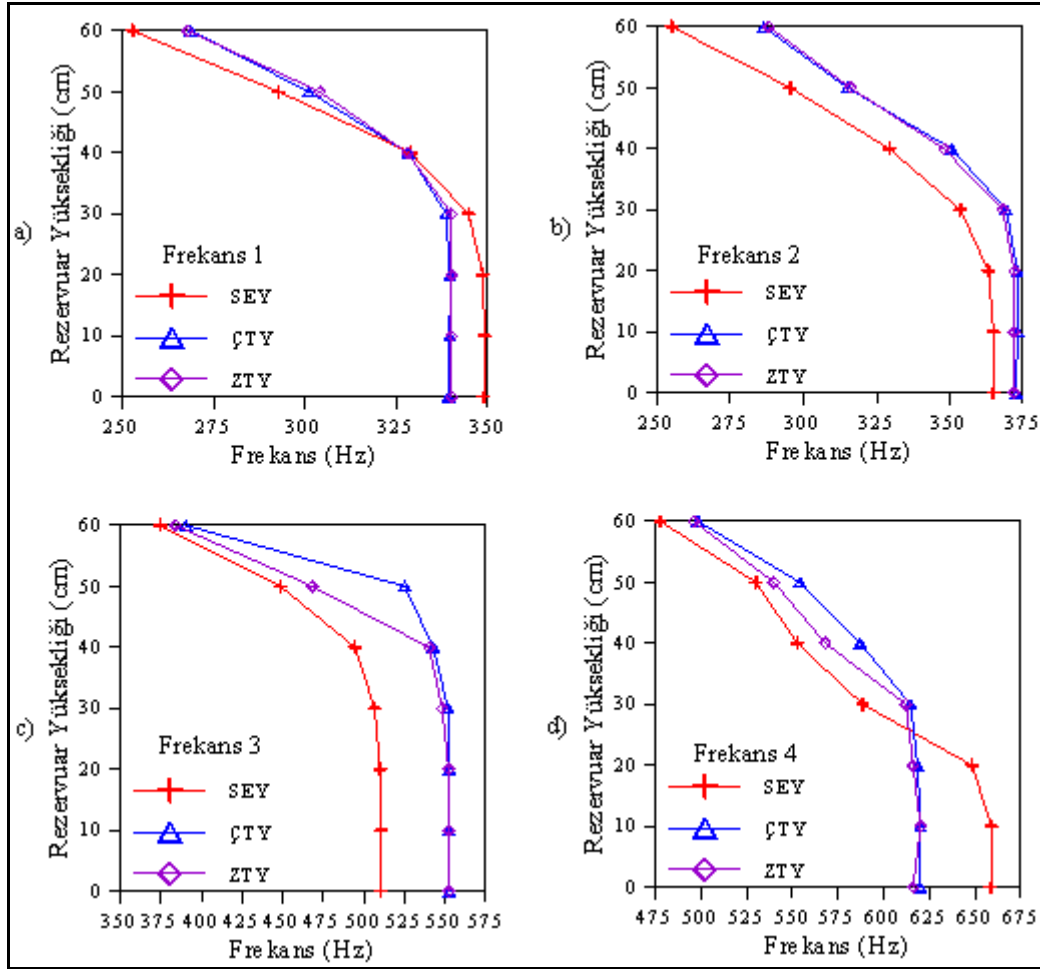 a)
Rezervuar Yüksekliği (cm)
60
50
40
30
20
10
0
Frekans 1
SEY
ÇTY
ZTY
250 275 300 325 350
Frekans (Hz)
b)
Rezervuar Yüksekliği (cm)
60
50
40
30
20
10
0
Frekans 2
SEY
ÇTY
ZTY
250 275 300 325 350 375
Frekans (Hz)
c)
Rezervuar Yüksekliği (cm)
60
50
40
30
20
10
0
Frekans 3
SEY
ÇTY
ZTY
350 375 400 425 450 475 500 525 550 575
Frekans (Hz)
d)
Rezervuar Yüksekliği (cm)
60
50
40
30
20
10
0
Frekans 4
SEY
ÇTY
ZTY
475 500 525 550 575 600 625 650 675
Frekans (Hz)